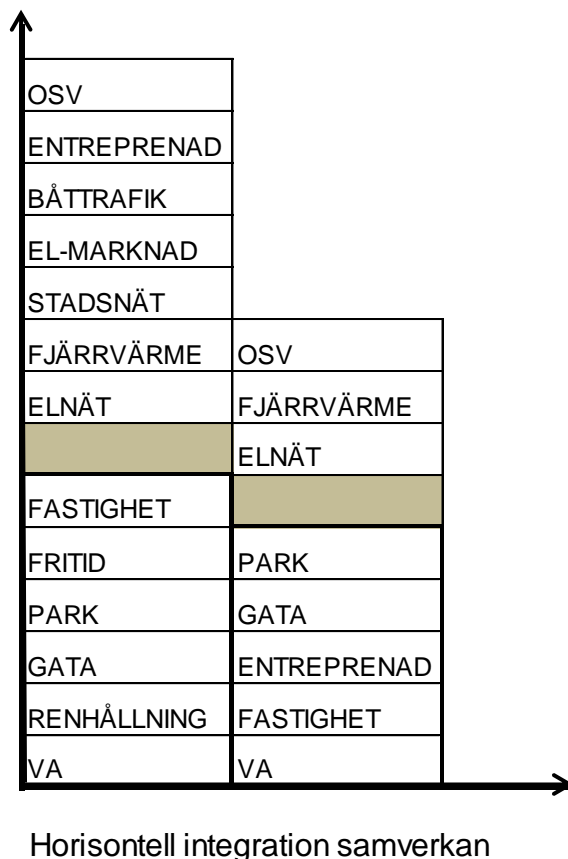 OSV
ENTREPRENAD
BÅTTRAFIK
EL-MARKNAD
STADSNÄT
FJÄRRVÄRME OSV
ELNÄT FJÄRRVÄRME
ELNÄT
FASTIGHET
FRITID PARK
PARK GATA
GATA ENTREPRENAD
RENHÅLLNING FASTIGHET
VA VA
Horisontell integration samverkan